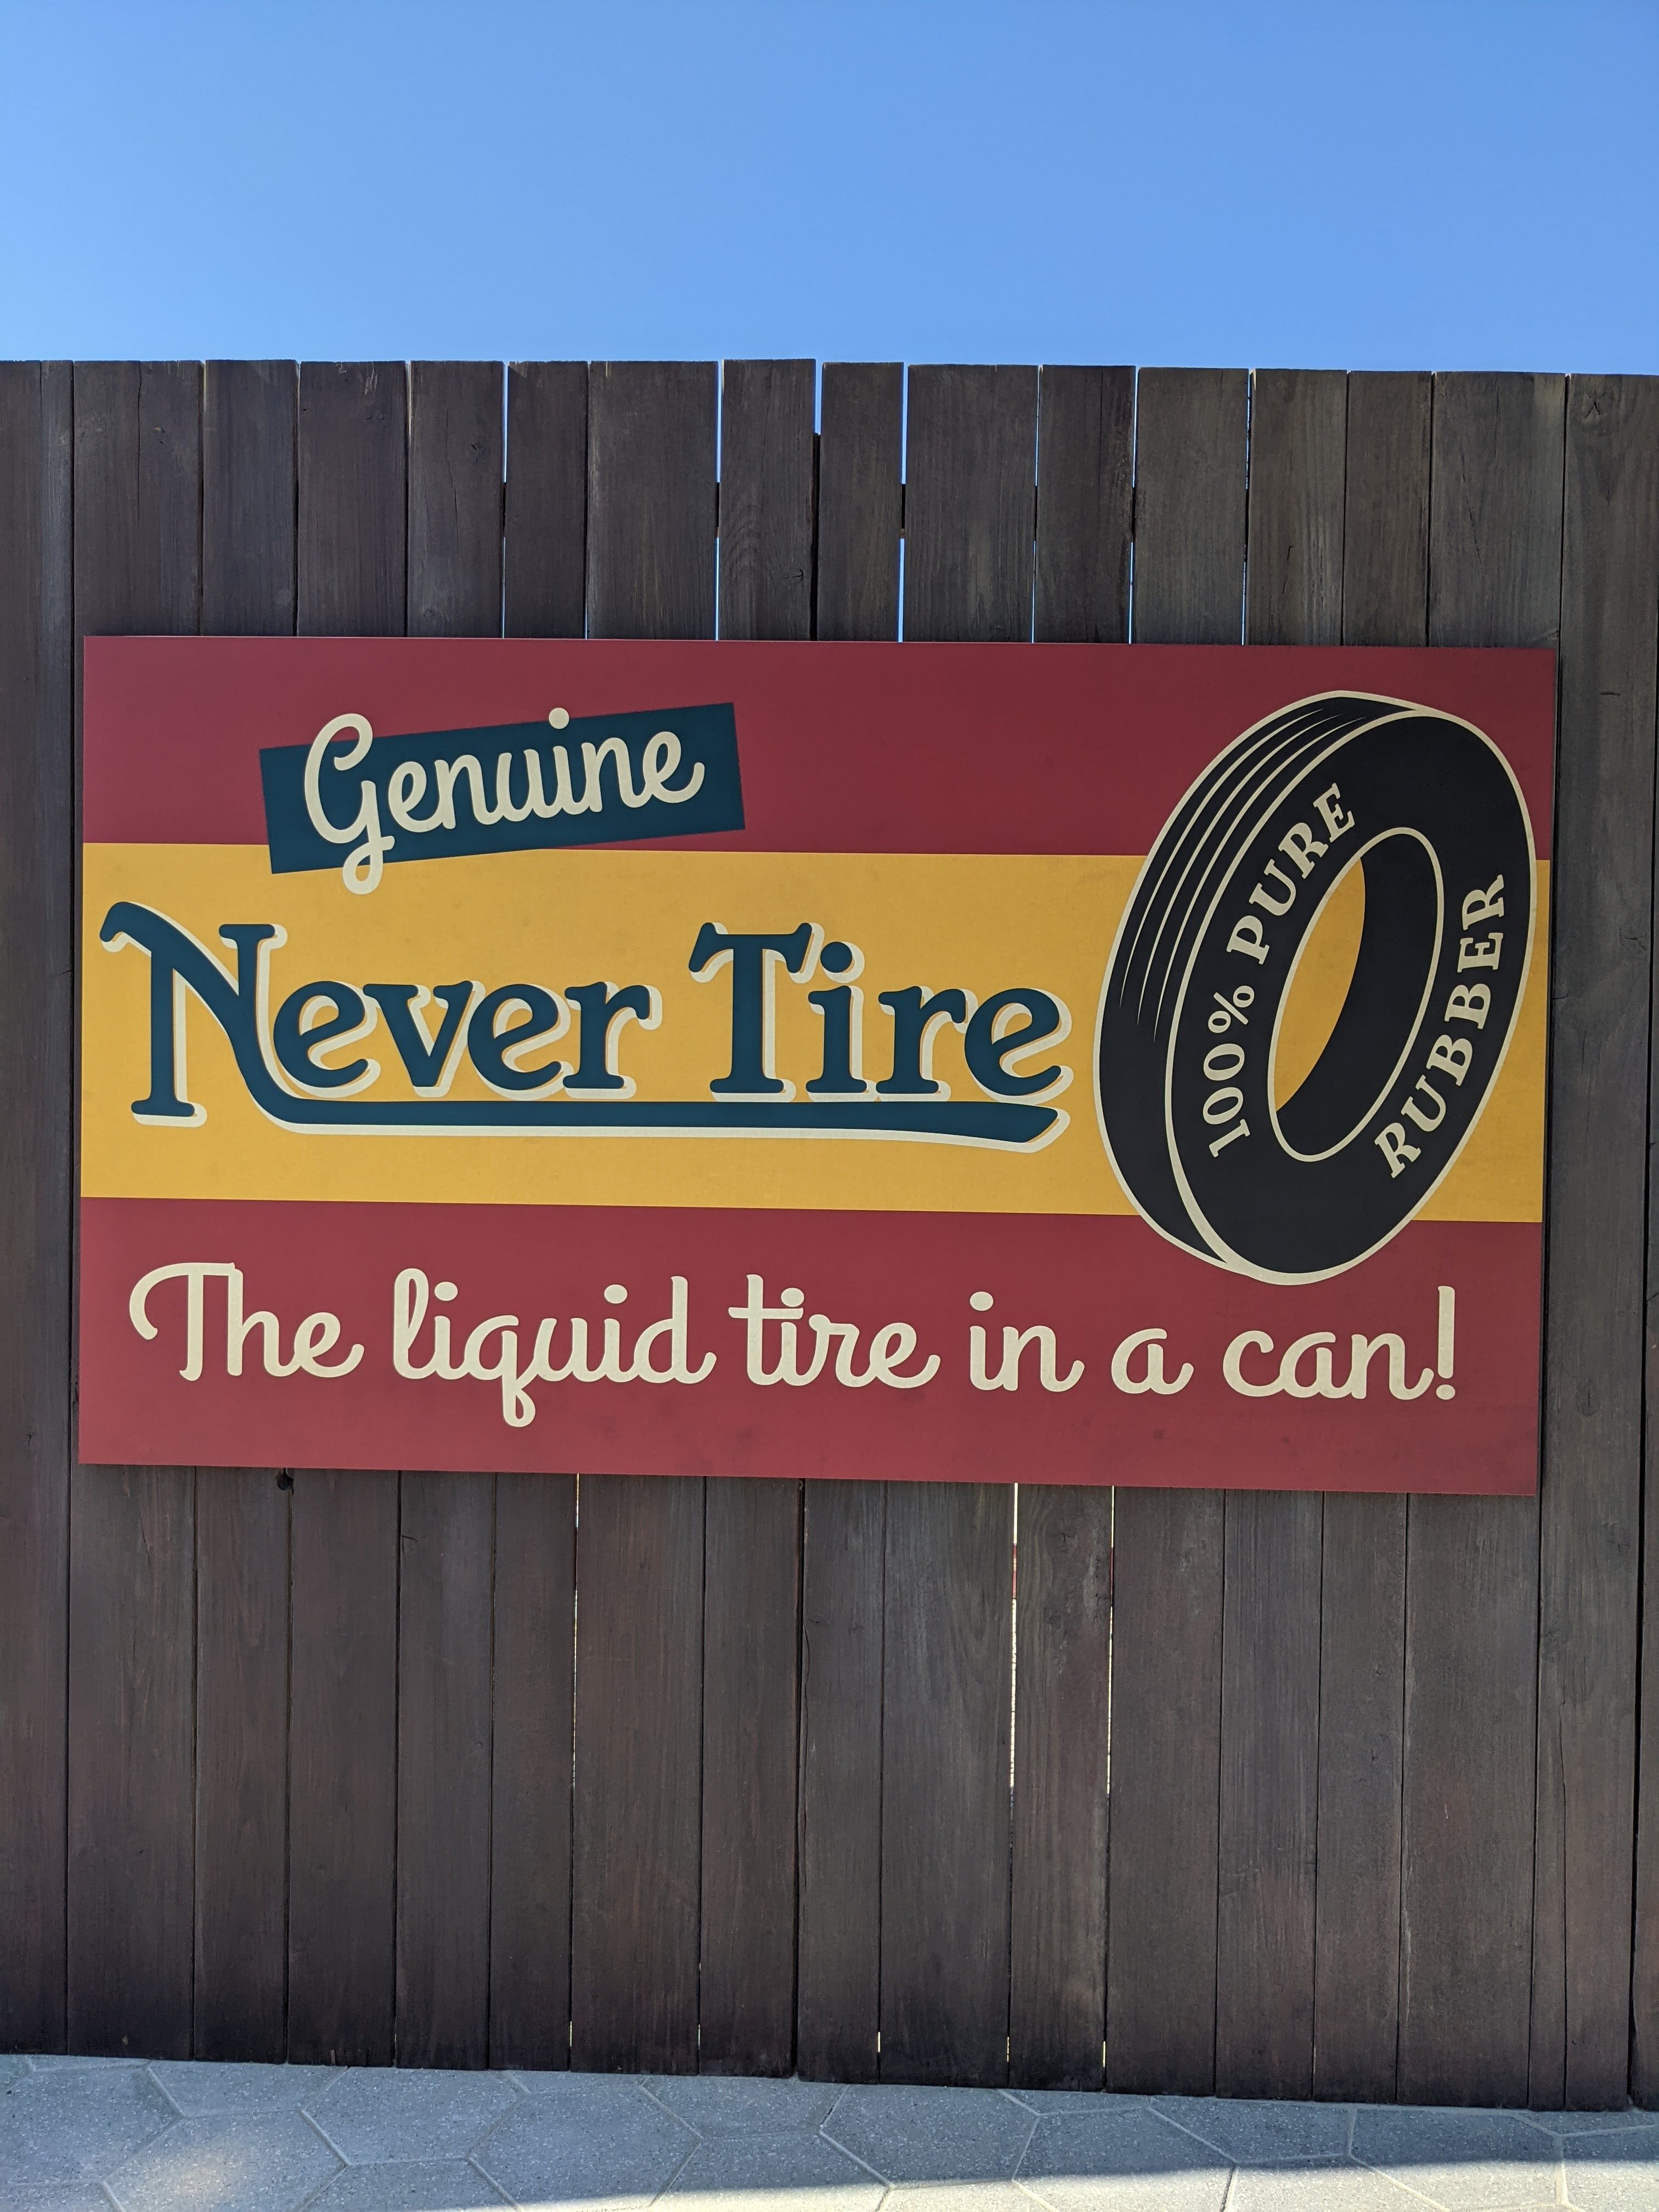 Genuine
Never Tire
100% PURE
RUBBER
The liquid tire in a can!